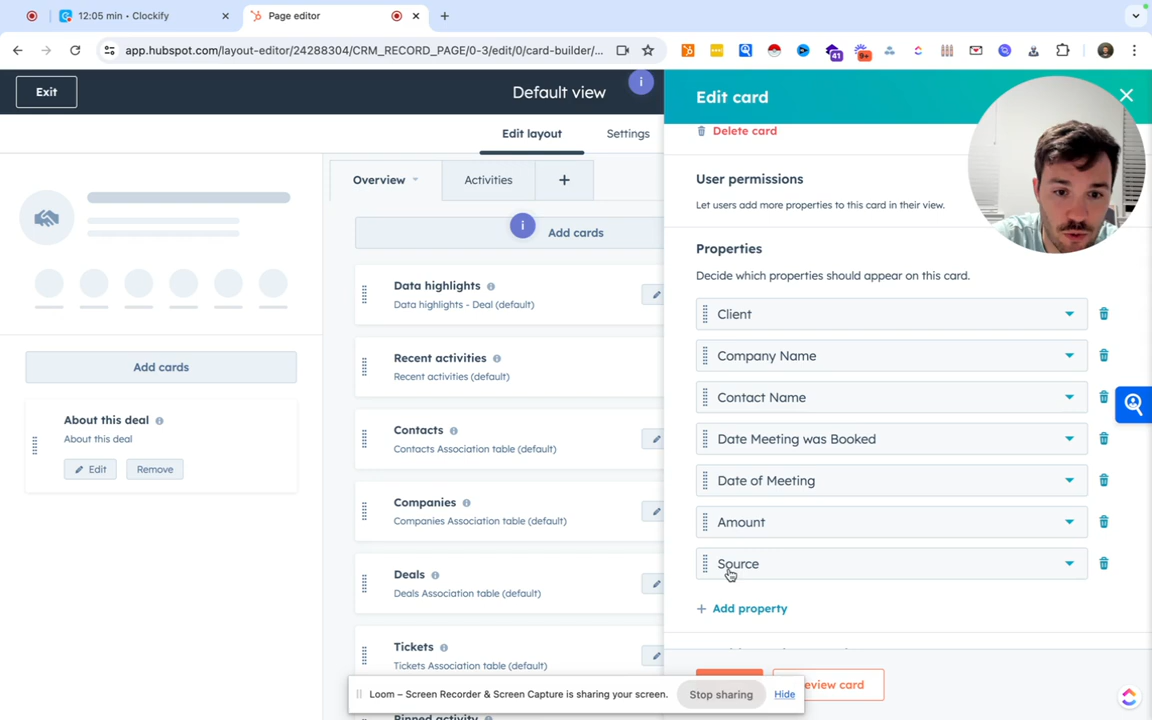 12:05 min • Clockify
Page editor
app.hubspot.com/layout-editor/24288304/CRM_RECORD_PAGE/0-3/edit/0/card-builder/...
41
9+
Exit
Default view
i
Edit card
Edit layout
Settings
Delete card
Overview
Activities
User permissions
Let users add more properties to this card in their view.
i
Add cards
Properties
Decide which properties should appear on this card.
Data highlights
Data highlights - Deal (default)
Client
Recent activities
Recent activities (default)
Company Name
Add cards
Contact Name
About this deal
About this deal
Edit
Remove
Contacts
Contacts Association table (default)
Date Meeting was Booked
Date of Meeting
Companies
Companies Association table (default)
Amount
Deals
Deals Association table (default)
Source
Add property
Tickets
Tickets Association table (default)
Loom – Screen Recorder & Screen Capture is sharing your screen.
Stop sharing
Hide
eview card
Pinned activity